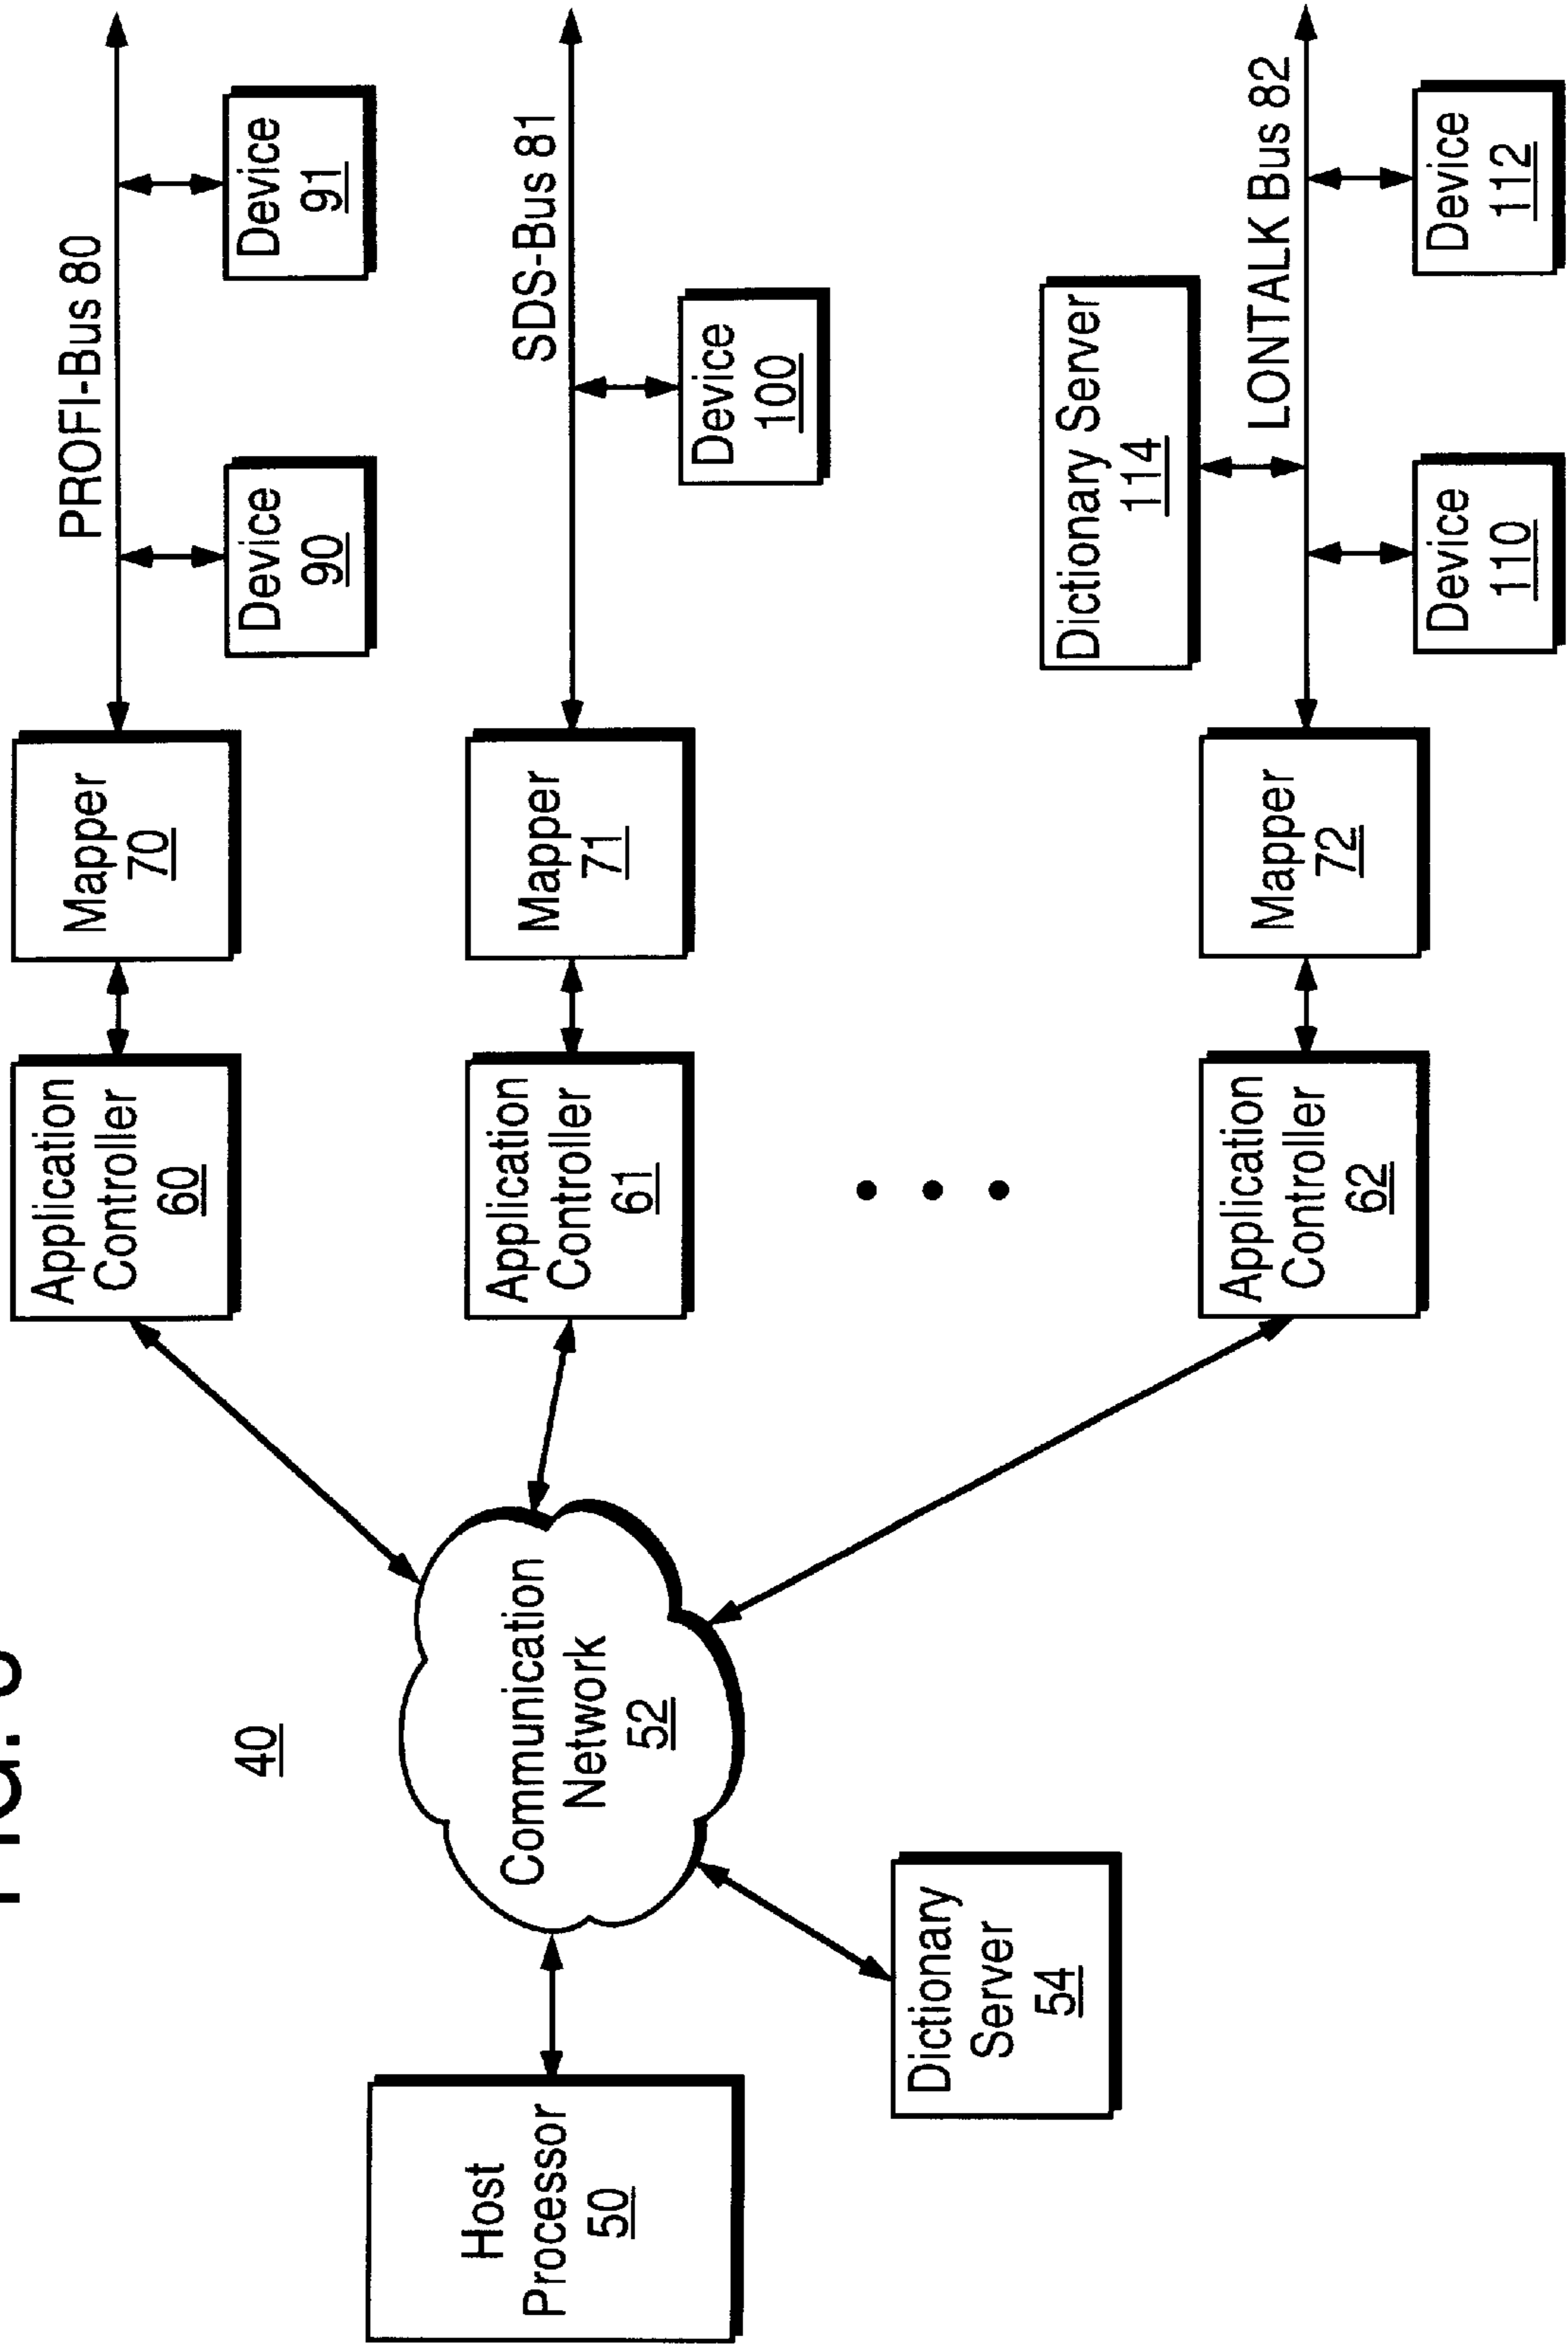 40
Host
Processor
50
Communication
Network
52
Dictionary
Server
54
Application
Controller
60
Mapper
70
PROFI-Bus 80
Device
90
Device
91
Application
Controller
61
Mapper
71
SDS-Bus 81
Device
100
Application
Controller
62
Mapper
72
Dictionary Server
114
LONTALK Bus 82
Device
110
Device
112